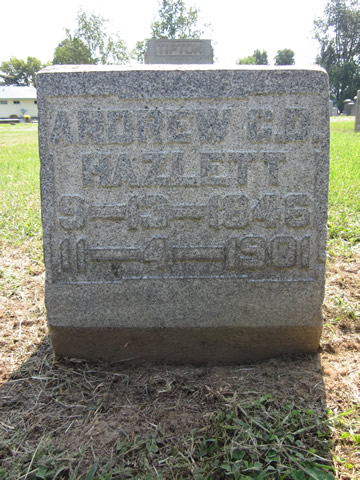 ANDREW C.D.
HAZLETT
9-13-1846
11-4-1901